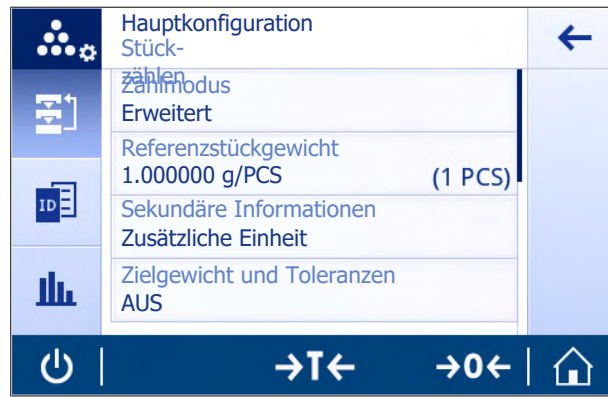 Hauptkonfiguration
Stück-
zählen
Zählmodus
Erweitert
Referenzstückgewicht
1.000000 g/PCS (1 PCS)
Sekundäre Informationen
Zusätzliche Einheit
ID
Zielgewicht und Toleranzen
AUS
→T← →0←